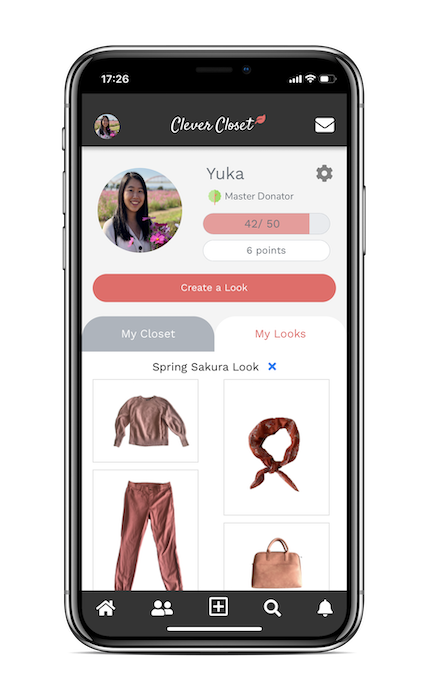 17:26
Clever Closet
Yuka
Master Donator
42/ 50
6 points
Create a Look
My Closet
My Looks
Spring Sakura Look ×